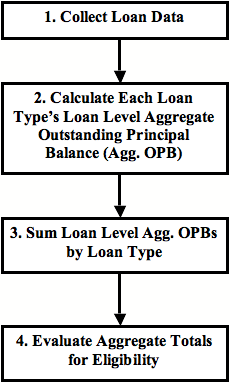 1. Collect Loan Data
2. Calculate Each Loan
Type's Loan Level Aggregate
Outstanding Principal
Balance (Agg. OPB)
3. Sum Loan Level Agg. OPBs
by Loan Type
4. Evaluate Aggregate Totals
for Eligibility